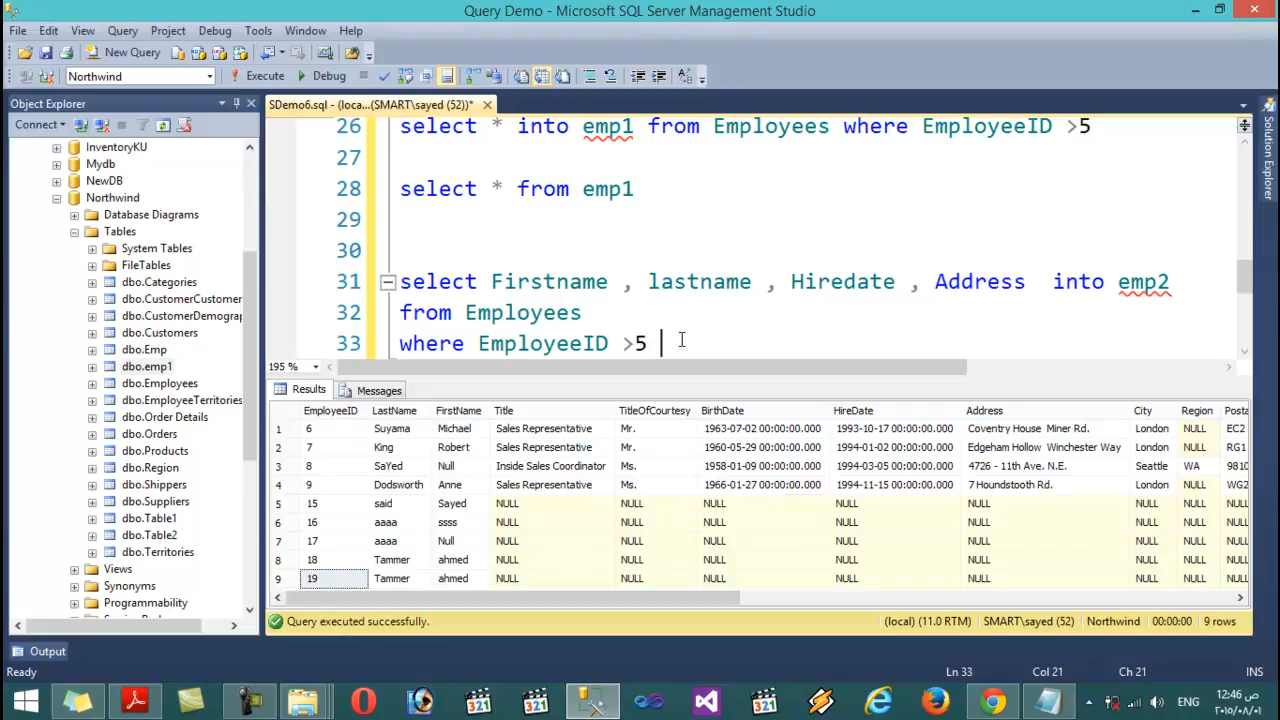 Query Demo - Microsoft SQL Server Management Studio
File Edit View Query Project Debug Tools Window Help
New Query
Northwind Execute Debug
Object Explorer
SDemo6.sql - (loca...(SMART\sayed (52))*
Connect
InventoryKU
Mydb
NewDB
Northwind
Database Diagrams
Tables
System Tables
FileTables
dbo.Categories
dbo.CustomerCustomer
dbo.CustomerDemograp
dbo.Customers
dbo.Emp
dbo.emp1
dbo.Employees
dbo.EmployeeTerritories
dbo.Order Details
dbo.Orders
dbo.Products
dbo.Region
dbo.Shippers
dbo.Suppliers
dbo.Table1
dbo.Table2
dbo.Territories
Views
Synonyms
Programmability
26 select * into emp1 from Employees where EmployeeID >5
27
28 select * from emp1
29
30
31 select Firstname , lastname , Hiredate , Address into emp2
32 from Employees
33 where EmployeeID >5
195 %
Results Messages
EmployeeID LastName FirstName Title TitleOfCourtesy BirthDate HireDate Address City Region Posta
1 6 Suyama Michael Sales Representative Mr. 1963-07-02 00:00:00.000 1993-10-17 00:00:00.000 Coventry House Miner Rd. London NULL EC2
2 7 King Robert Sales Representative Mr. 1960-05-29 00:00:00.000 1994-01-02 00:00:00.000 Edgeham Hollow Winchester Way London NULL RG1
3 8 SaYed Null Inside Sales Coordinator Ms. 1958-01-09 00:00:00.000 1994-03-05 00:00:00.000 4726 - 11th Ave. N.E. Seattle WA 9810
4 9 Dodsworth Anne Sales Representative Ms. 1966-01-27 00:00:00.000 1994-11-15 00:00:00.000 7 Houndstooth Rd. London NULL WG2
5 15 said Sayed NULL NULL NULL NULL NULL NULL NULL NULL
6 16 aaaa ssss NULL NULL NULL NULL NULL NULL NULL NULL
7 17 aaaa Null NULL NULL NULL NULL NULL NULL NULL NULL
8 18 Tammer ahmed NULL NULL NULL NULL NULL NULL NULL NULL
9 19 Tammer ahmed NULL NULL NULL NULL NULL NULL NULL NULL
Query executed successfully. (local) (11.0 RTM) SMART\sayed (52) Northwind 00:00:00 9 rows
Solution Explorer
Output
Ready Ln 33 Col 21 Ch 21 INS
321 321 321
ENG
12:46 ص
٢٠١٥/٠٨/٠١